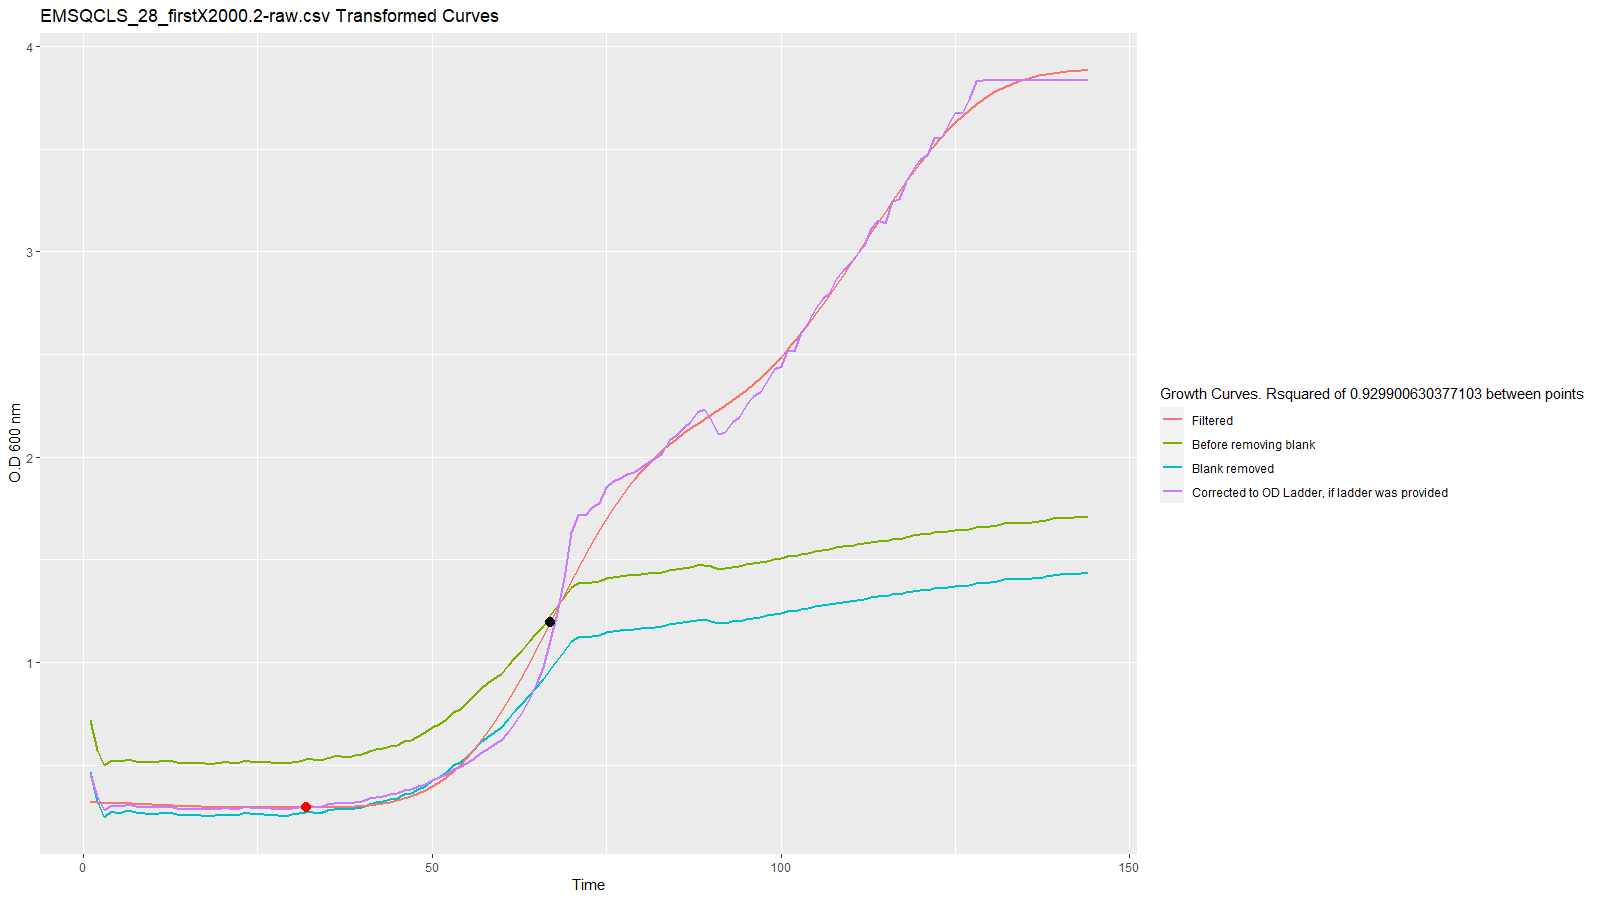 EMSQCLS_28_firstX2000.2-raw.csv Transformed Curves
4
3
2
1
O.D 600 nm
0
50
100
150
Time
Growth Curves. Rsquared of 0.929900630377103 between points
Filtered
Before removing blank
Blank removed
Corrected to OD Ladder, if ladder was provided